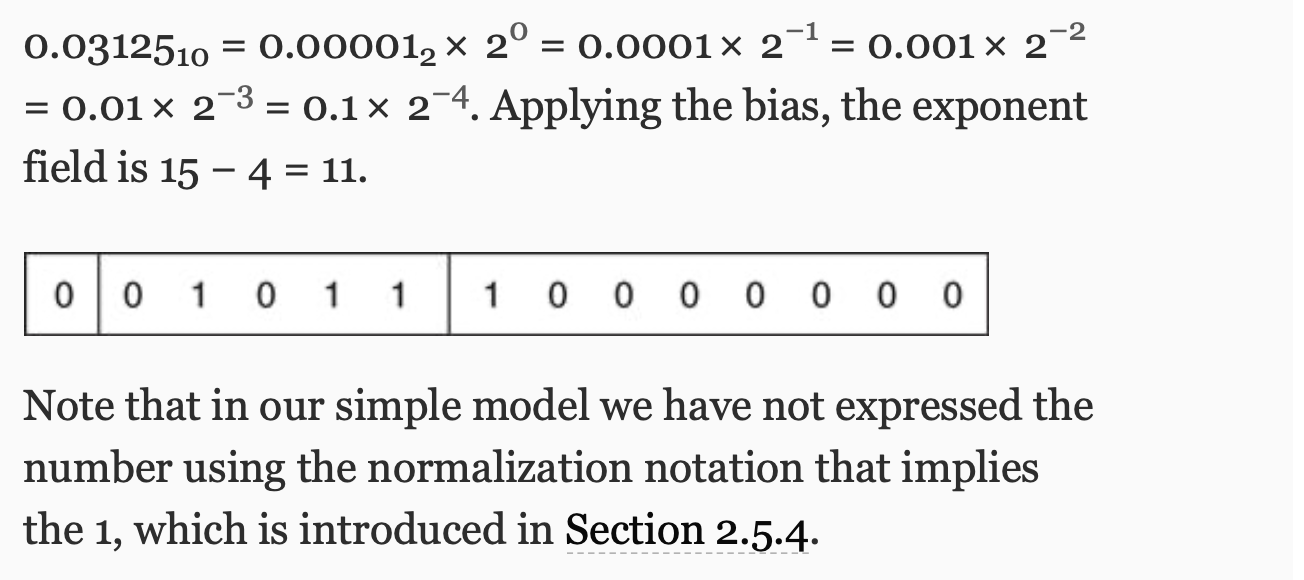 0.03125₁₀ = 0.00001₂ × 2⁰ = 0.0001 × 2⁻¹ = 0.001 × 2⁻²
= 0.01 × 2⁻³ = 0.1 × 2⁻⁴. Applying the bias, the exponent
field is 15 − 4 = 11.
0 0 1 0 1 1 1 0 0 0 0 0 0 0
Note that in our simple model we have not expressed the
number using the normalization notation that implies
the 1, which is introduced in Section 2.5.4.